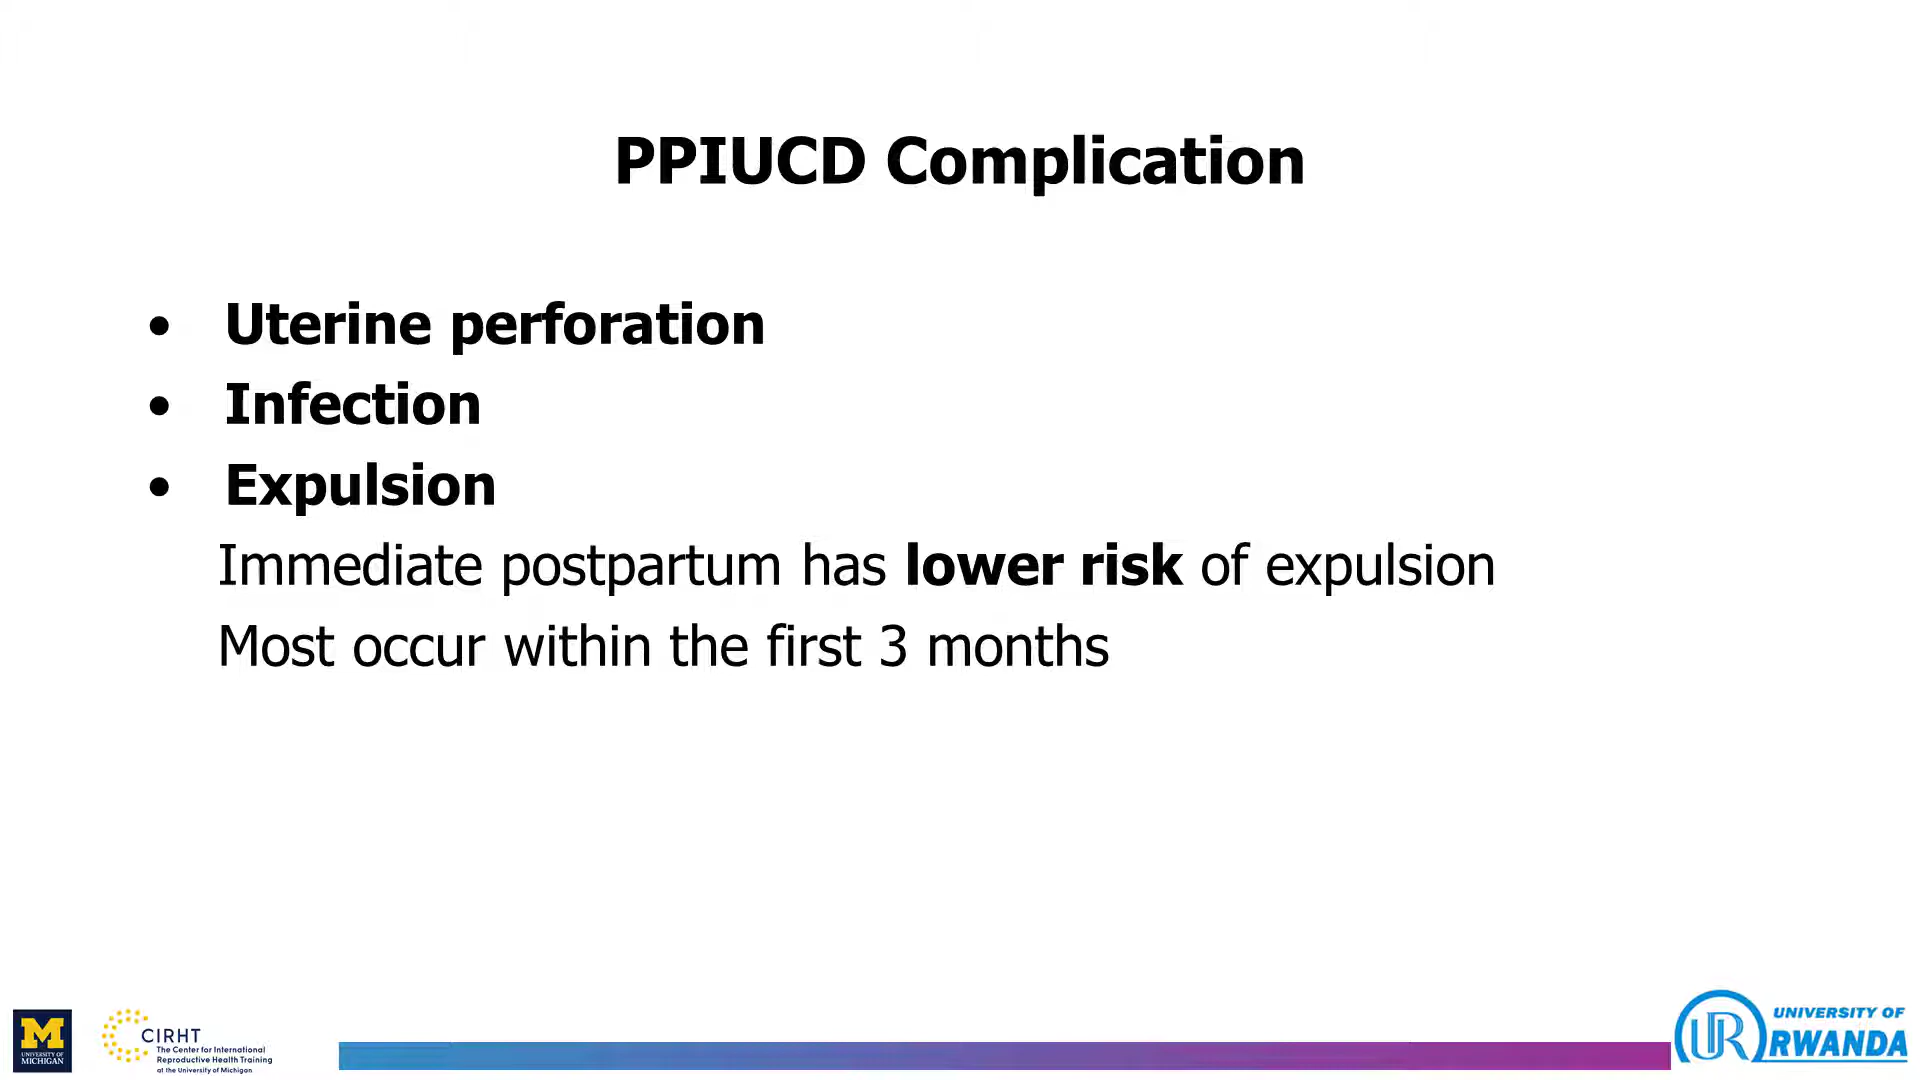 PPIUCD Complication
• Uterine perforation
• Infection
• Expulsion
Immediate postpartum has lower risk of expulsion
Most occur within the first 3 months
M
UNIVERSITY OF
MICHIGAN
CIRHT
The Center for International
Reproductive Health Training
at the University of Michigan
UR
UNIVERSITY OF
RWANDA